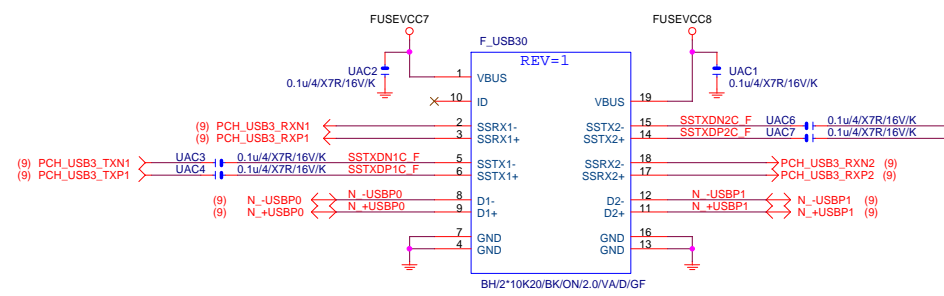 FUSEVCC7 FUSEVCC8
F_USB30
REV=1
UAC2
0.1u/4/X7R/16V/K
UAC1
0.1u/4/X7R/16V/K
1 VBUS
10 ID
VBUS 19
(9) PCH_USB3_RXN1 2 SSRX1-
(9) PCH_USB3_RXP1 3 SSRX1+
SSTX2- 15 SSTXDN2C_F UAC6 0.1u/4/X7R/16V/K
SSTX2+ 14 SSTXDP2C_F UAC7 0.1u/4/X7R/16V/K
(9) PCH_USB3_TXN1 UAC3 0.1u/4/X7R/16V/K SSTXDN1C_F 5 SSTX1-
(9) PCH_USB3_TXP1 UAC4 0.1u/4/X7R/16V/K SSTXDP1C_F 6 SSTX1+
SSRX2- 18 PCH_USB3_RXN2 (9)
SSRX2+ 17 PCH_USB3_RXP2 (9)
(9) N_-USBP0 N_-USBP0 8 D1-
(9) N_+USBP0 N_+USBP0 9 D1+
D2- 12 N_-USBP1 N_-USBP1 (9)
D2+ 11 N_+USBP1 N_+USBP1 (9)
7 GND
4 GND
GND 16
GND 13
BH/2*10K20/BK/ON/2.0/VA/D/GF